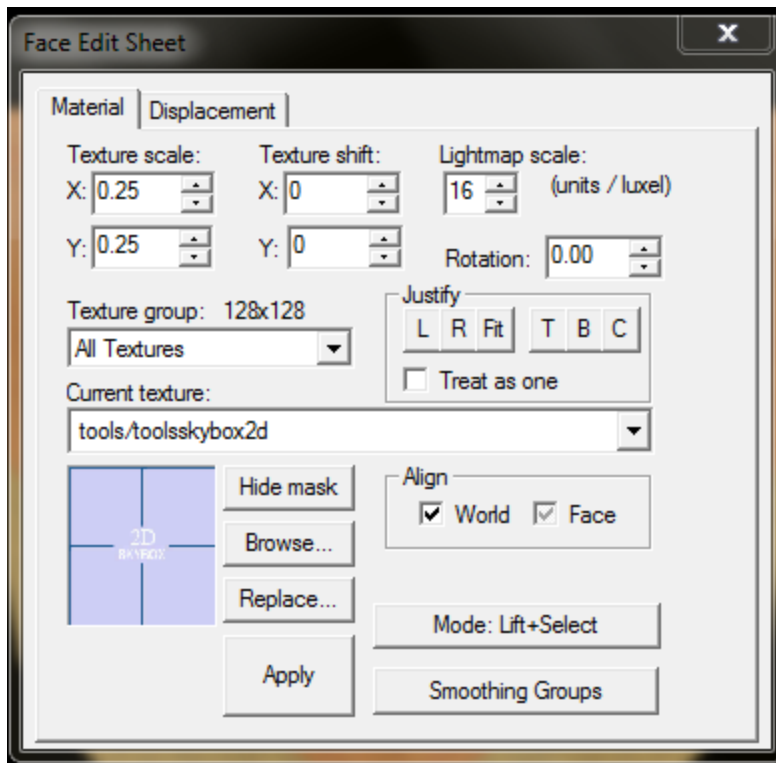 Face Edit Sheet x
Material Displacement
Texture scale: Texture shift: Lightmap scale:
X: 0.25 X: 0 16 (units / luxel)
Y: 0.25 Y: 0 Rotation: 0.00
Texture group: 128x128 Justify
All Textures L R Fit T B C
Treat as one
Current texture:
tools/toolsskybox2d
Hide mask Align
2D World Face
SKYBOX Browse...
Replace...
Mode: Lift+Select
Apply
Smoothing Groups